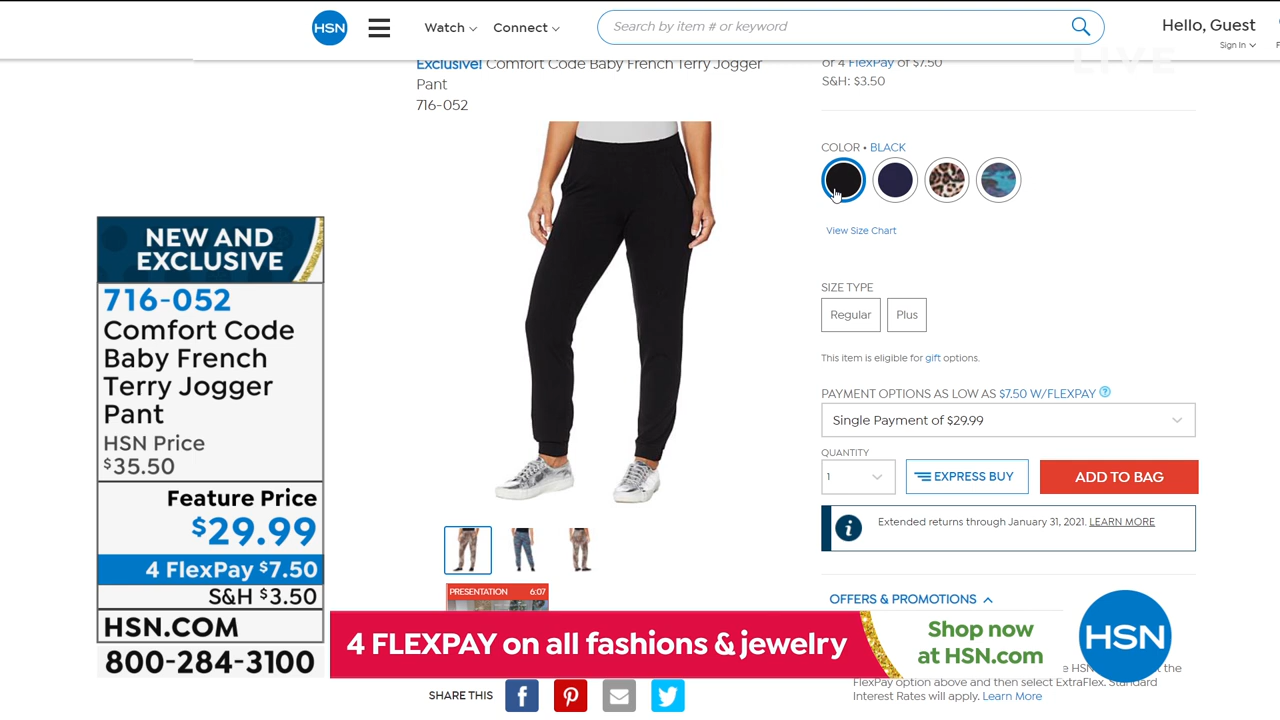 HSN
Watch
Connect
Search by item # or keyword
Hello, Guest
Sign In
LIVE
Exclusive! Comfort Code Baby French Terry Jogger
Pant
716-052
or 4 FlexPay of $7.50
S&H: $3.50
COLOR • BLACK
View Size Chart
SIZE TYPE
Regular
Plus
This item is eligible for gift options.
PAYMENT OPTIONS AS LOW AS $7.50 W/FLEXPAY ?
Single Payment of $29.99
QUANTITY
1
EXPRESS BUY
ADD TO BAG
Extended returns through January 31, 2021. LEARN MORE
OFFERS & PROMOTIONS
NEW AND
EXCLUSIVE
716-052
Comfort Code
Baby French
Terry Jogger
Pant
HSN Price
$35.50
Feature Price
$29.99
4 FlexPay $7.50
S&H $3.50
HSN.COM
800-284-3100
PRESENTATION 6:07
4 FLEXPAY on all fashions & jewelry
Shop now
at HSN.com
HSN
HSN
the
FlexPay option above and then select ExtraFlex. Standard
Interest Rates will apply. Learn More
SHARE THIS